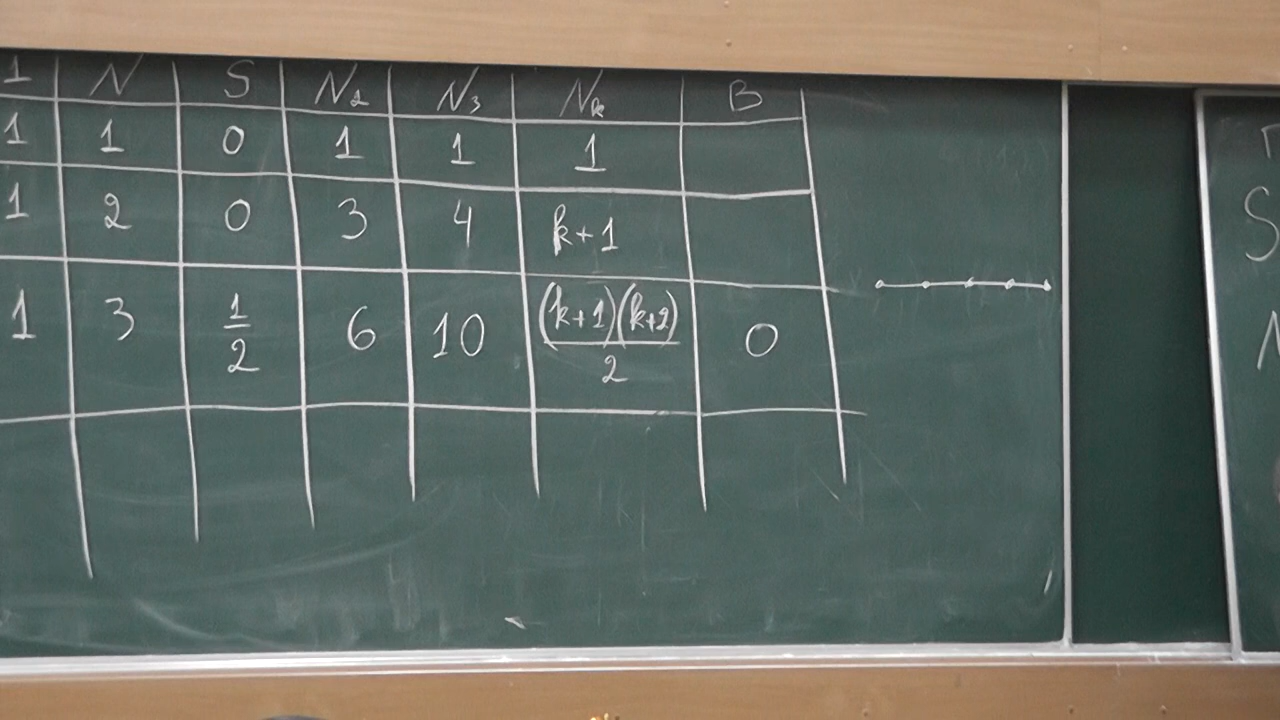 1 N S N₂ N₃ Nₖ B
1 1 0 1 1 1
1 2 0 3 4 k+1
1 3 1/2 6 10 (k+1)(k+2)/2 0
S